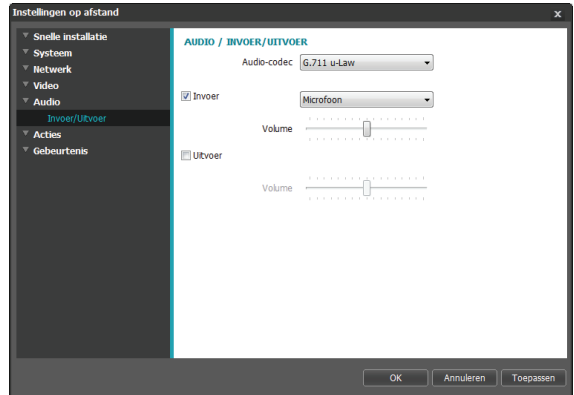 Instellingen op afstand x
Snelle installatie
Systeem
Netwerk
Video
Audio
Invoer/Uitvoer
Acties
Gebeurtenis
AUDIO / INVOER/UITVOER
Audio-codec G.711 u-Law
Invoer Microfoon
Volume
Uitvoer
Volume
OK Annuleren Toepassen